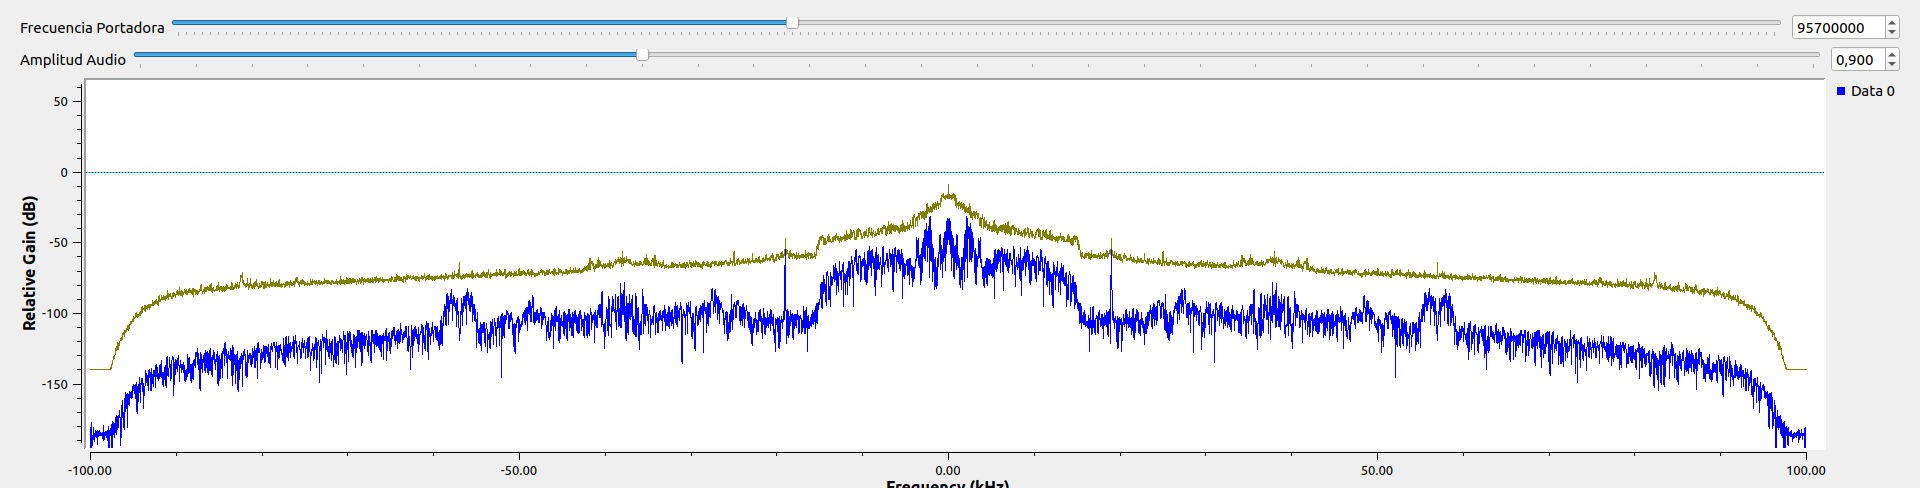 Frecuencia Portadora
95700000
Amplitud Audio
0,900
Data 0
50
0
-50
-100
-150
Relative Gain (dB)
-100.00
-50.00
0.00
50.00
100.00
Frequency (kHz)